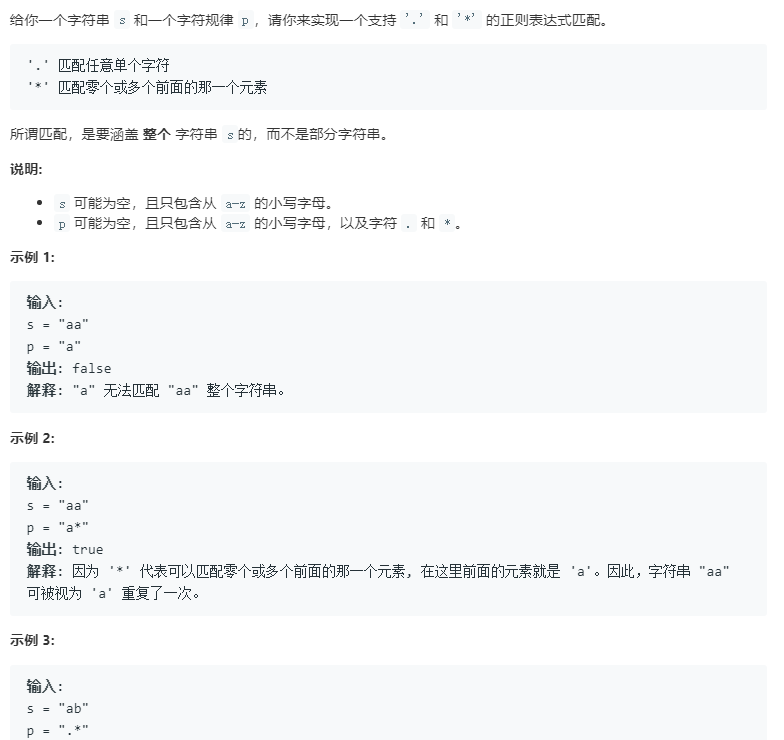 给你一个字符串 s 和一个字符规律 p，请你来实现一个支持 '.' 和 '*' 的正则表达式匹配。
'.' 匹配任意单个字符
'*' 匹配零个或多个前面的那一个元素
所谓匹配，是要涵盖 整个 字符串 s的，而不是部分字符串。
说明:
s 可能为空，且只包含从 a-z 的小写字母。
p 可能为空，且只包含从 a-z 的小写字母，以及字符 . 和 *。
示例 1:
输入:
s = "aa"
p = "a"
输出: false
解释: "a" 无法匹配 "aa" 整个字符串。
示例 2:
输入:
s = "aa"
p = "a*"
输出: true
解释: 因为 '*' 代表可以匹配零个或多个前面的那一个元素, 在这里前面的元素就是 'a'。因此，字符串 "aa"
可被视为 'a' 重复了一次。
示例 3:
输入:
s = "ab"
p = ".*"